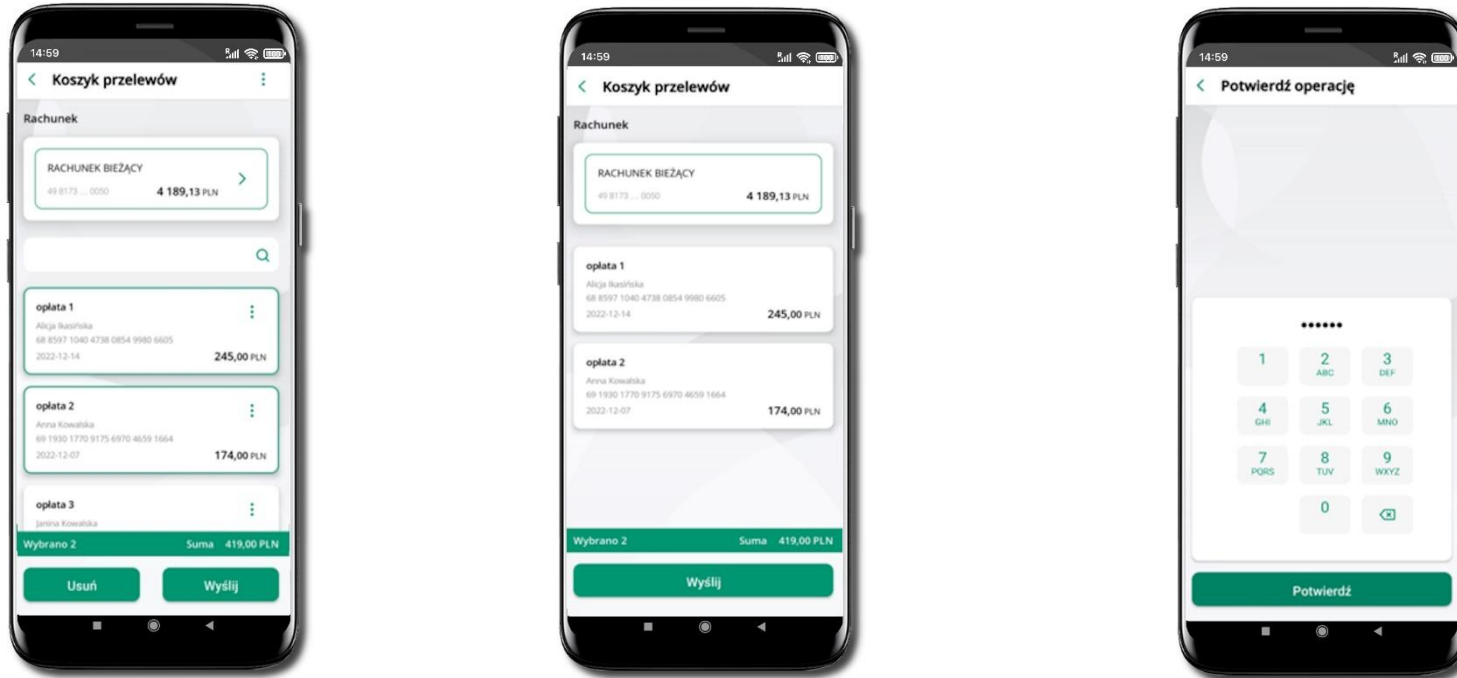 14:59
Koszyk przelewów
Rachunek
RACHUNEK BIEŻĄCY
49 8173 ... 0050 4 189,13 PLN
opłata 1
Alicja Ikasińska
68 8597 1040 4738 0854 9980 6605
2022-12-14 245,00 PLN
opłata 2
Anna Kowalska
69 1930 1770 9175 6970 4659 1664
2022-12-07 174,00 PLN
opłata 3
Janina Kowalska
Wybrano 2 Suma 419,00 PLN
Usuń Wyślij
14:59
Koszyk przelewów
Rachunek
RACHUNEK BIEŻĄCY
49 8173 ... 0050 4 189,13 PLN
opłata 1
Alicja Ikasińska
68 8597 1040 4738 0854 9980 6605
2022-12-14 245,00 PLN
opłata 2
Anna Kowalska
69 1930 1770 9175 6970 4659 1664
2022-12-07 174,00 PLN
Wybrano 2 Suma 419,00 PLN
Wyślij
14:59
Potwierdź operację
1 2 3
ABC DEF
4 5 6
GHI JKL MNO
7 8 9
PQRS TUV WXYZ
0
Potwierdź